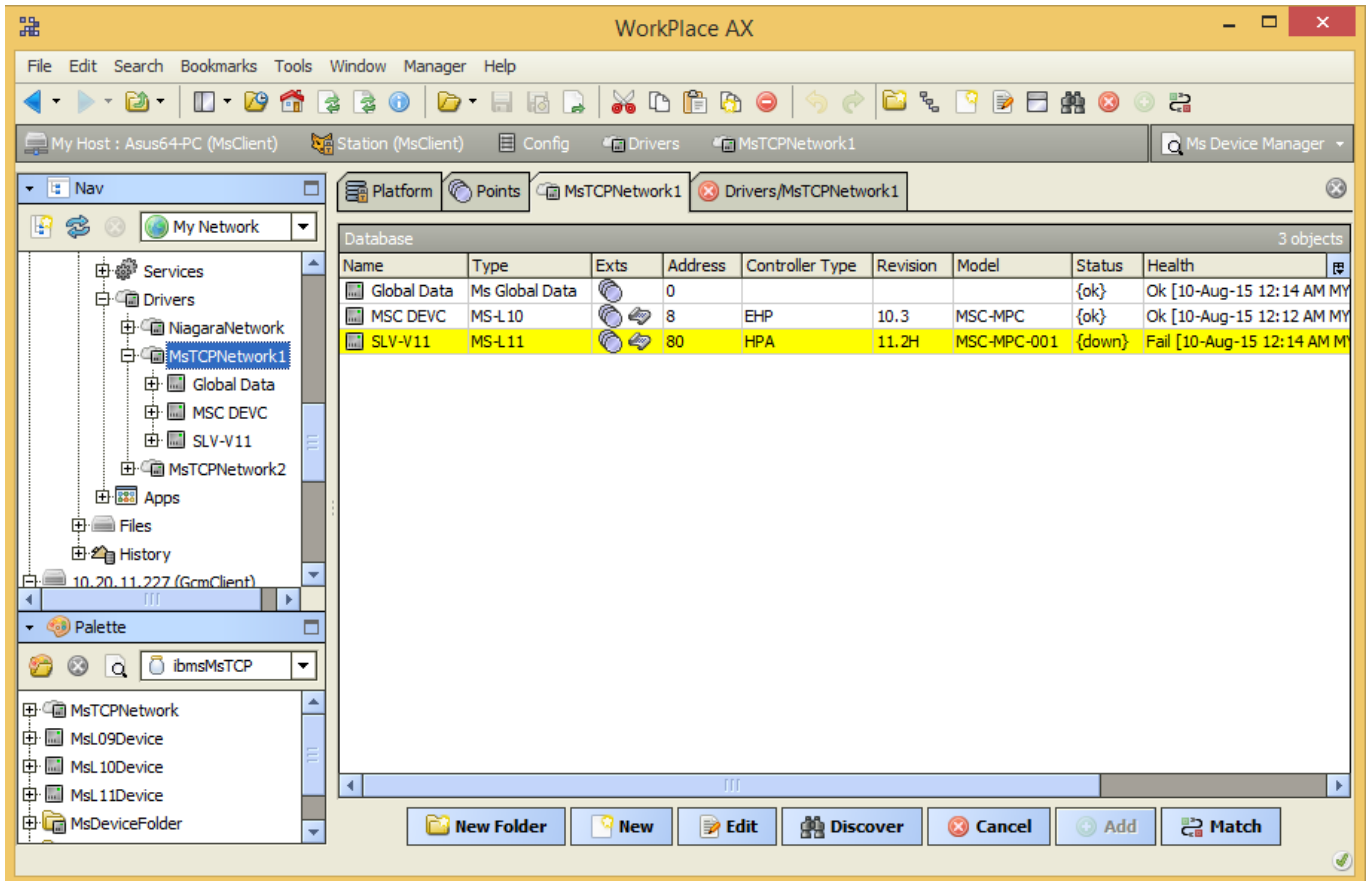 WorkPlace AX
File Edit Search Bookmarks Tools Window Manager Help
My Host : Asus64-PC (MsClient) Station (MsClient) Config Drivers MsTCPNetwork1 Ms Device Manager
Nav
My Network
Services
Drivers
NiagaraNetwork
MsTCPNetwork1
Global Data
MSC DEVC
SLV-V11
MsTCPNetwork2
Apps
Files
History
10.20.11.227 (GcmClient)
Palette
ibmsMsTCP
MsTCPNetwork
MsL09Device
MsL10Device
MsL11Device
MsDeviceFolder
Platform Points MsTCPNetwork1 Drivers/MsTCPNetwork1
Database 3 objects
Name Type Exts Address Controller Type Revision Model Status Health
Global Data Ms Global Data 0 {ok} Ok [10-Aug-15 12:14 AM MY
MSC DEVC MS-L10 8 EHP 10.3 MSC-MPC {ok} Ok [10-Aug-15 12:12 AM MY
SLV-V11 MS-L11 80 HPA 11.2H MSC-MPC-001 {down} Fail [10-Aug-15 12:14 AM M
New Folder New Edit Discover Cancel Add Match